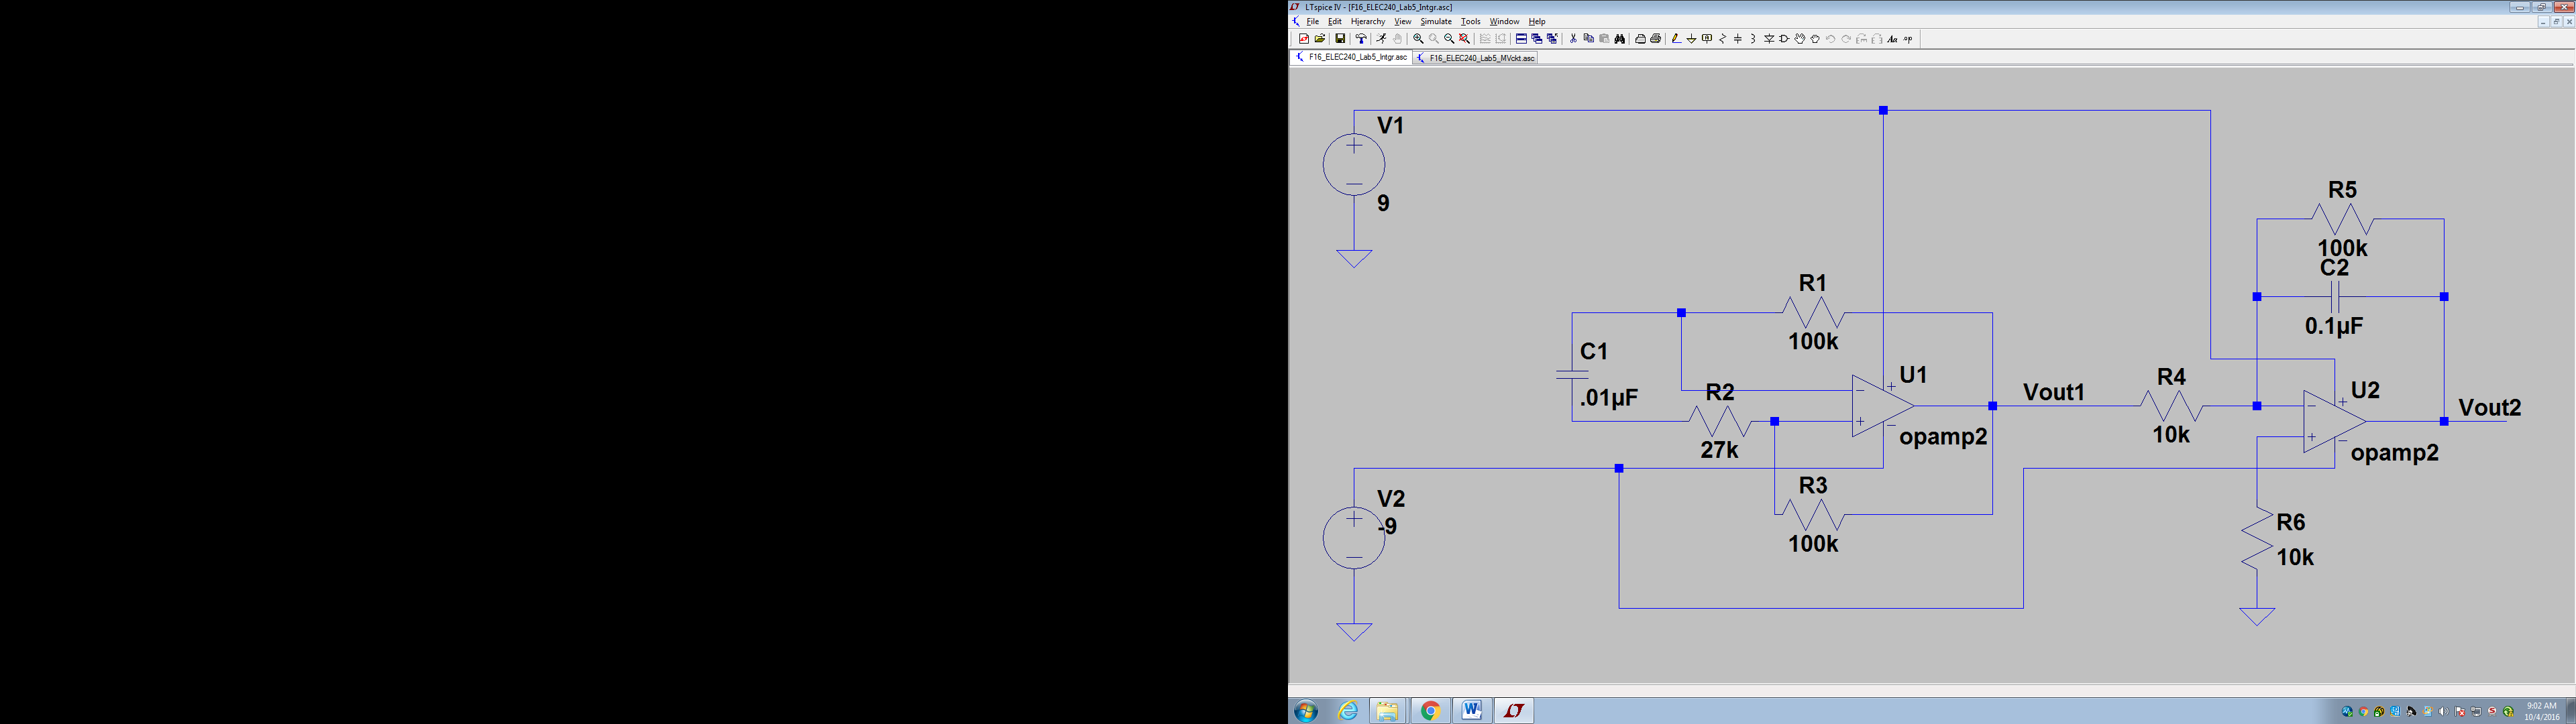 LTspice IV - [F16_ELEC240_Lab5_Intgr.asc]
File Edit Hierarchy View Simulate Tools Window Help
F16_ELEC240_Lab5_Intgr.asc F16_ELEC240_Lab5_MVckt.asc
V1
9
R5
100k
C2
0.1µF
R1
100k
C1
.01µF
R2
27k
U1
opamp2
Vout1
R4
10k
U2
opamp2
Vout2
R3
100k
V2
-9
R6
10k
9:02 AM
10/4/2016